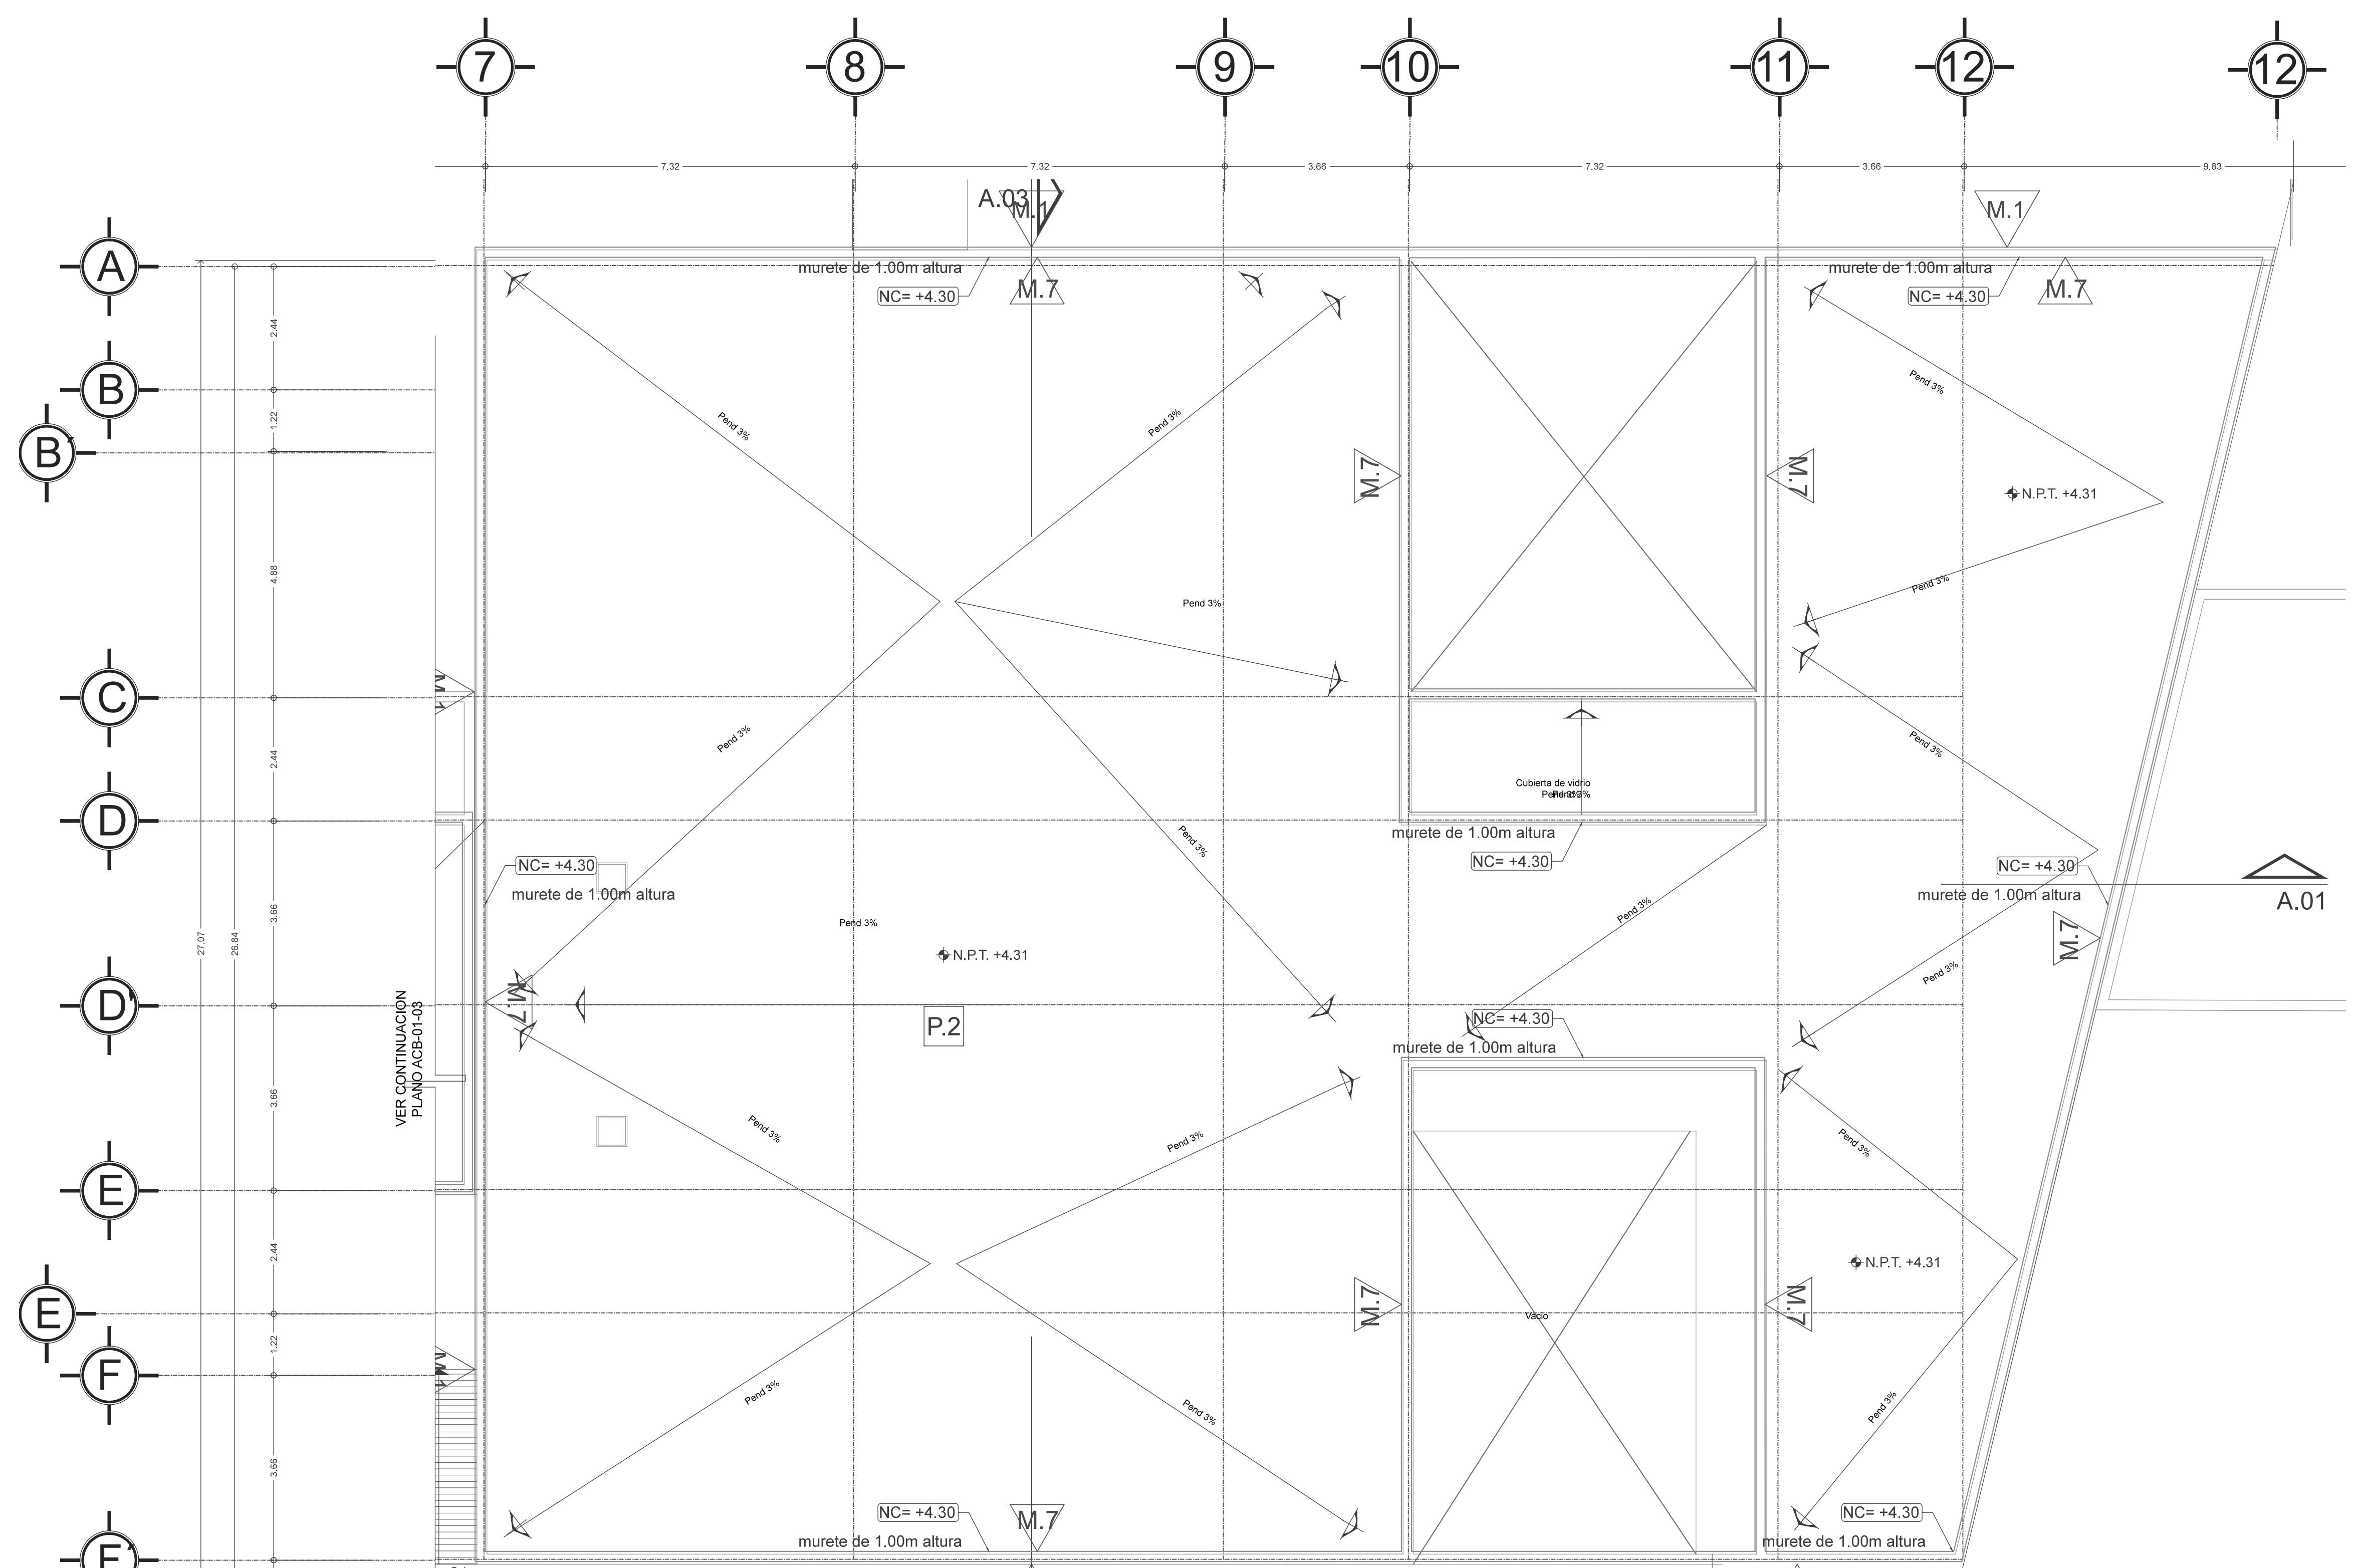 7
8
9
10
11
12
12
7.32
7.32
3.66
7.32
3.66
9.83
A.03
M.1
M.1
A
murete de 1.00m altura
NC= +4.30
M.7
murete de 1.00m altura
NC= +4.30
M.7
2.44
B
1.22
B'
Pend 3%
Pend 3%
Pend 3%
M.7
M.7
N.P.T. +4.31
4.88
Pend 3%
Pend 3%
C
2.44
Pend 3%
Pend 3%
Cubierta de vidrio
D
murete de 1.00m altura
NC= +4.30
Pend 3%
NC= +4.30
murete de 1.00m altura
NC= +4.30
murete de 1.00m altura
A.01
3.66
Pend 3%
Pend 3%
27.07
26.84
N.P.T. +4.31
M.7
Pend 3%
D'
M.7
P.2
NC= +4.30
murete de 1.00m altura
VER CONTINUACION
PLANO ACB-01-03
3.66
Pend 3%
Pend 3%
Pend 3%
E
2.44
N.P.T. +4.31
E
M.7
Vacio
M.7
1.22
F
Pend 3%
Pend 3%
Pend 3%
3.66
NC= +4.30
M.7
murete de 1.00m altura
NC= +4.30
murete de 1.00m altura